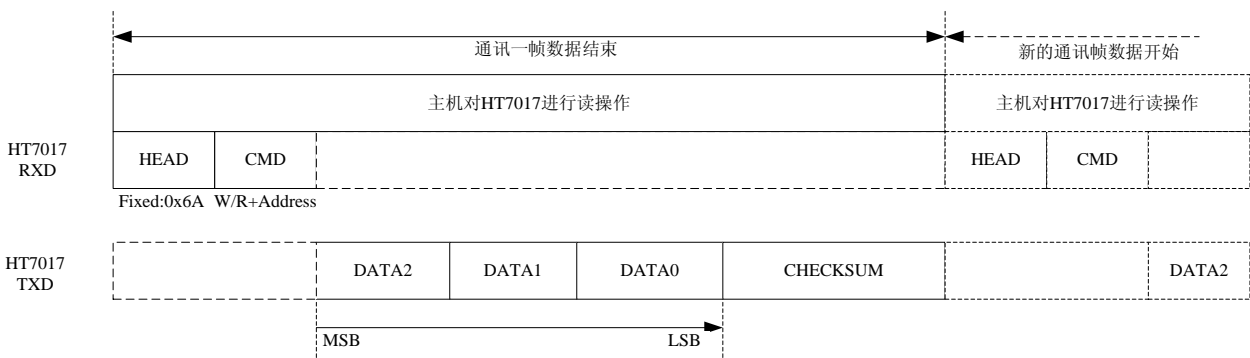 通讯一帧数据结束
新的通讯帧数据开始
主机对HT7017进行读操作
主机对HT7017进行读操作
HT7017
RXD
HEAD
CMD
HEAD
CMD
Fixed:0x6A
W/R+Address
HT7017
TXD
DATA2
DATA1
DATA0
CHECKSUM
DATA2
MSB
LSB